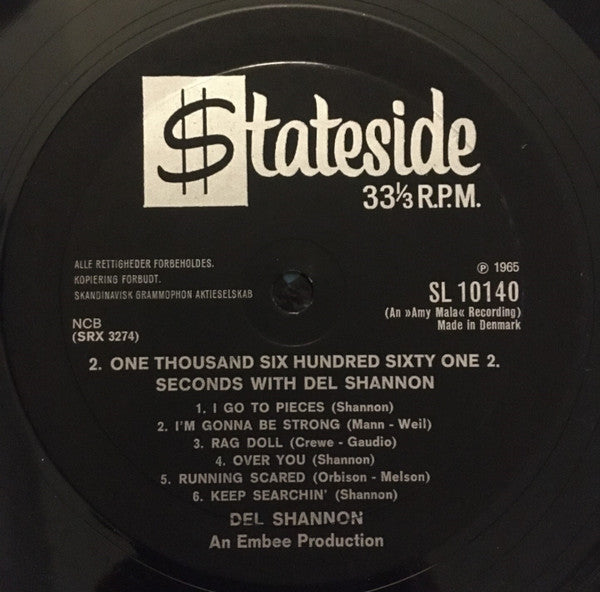 $tateside
33⅓ R.P.M.
ALLE RETTIGHEDER FORBEHOLDES.
KOPIERING FORBUDT.
SKANDINAVISK GRAMMOPHON AKTIESELSKAB
℗ 1965
SL 10140
(An »Amy Mala« Recording)
Made in Denmark
NCB
(SRX 3274)
2. ONE THOUSAND SIX HUNDRED SIXTY ONE 2.
SECONDS WITH DEL SHANNON
1. I GO TO PIECES (Shannon)
2. I'M GONNA BE STRONG (Mann - Weil)
3. RAG DOLL (Crewe - Gaudio)
4. OVER YOU (Shannon)
5. RUNNING SCARED (Orbison - Melson)
6. KEEP SEARCHIN' (Shannon)
DEL SHANNON
An Embee Production